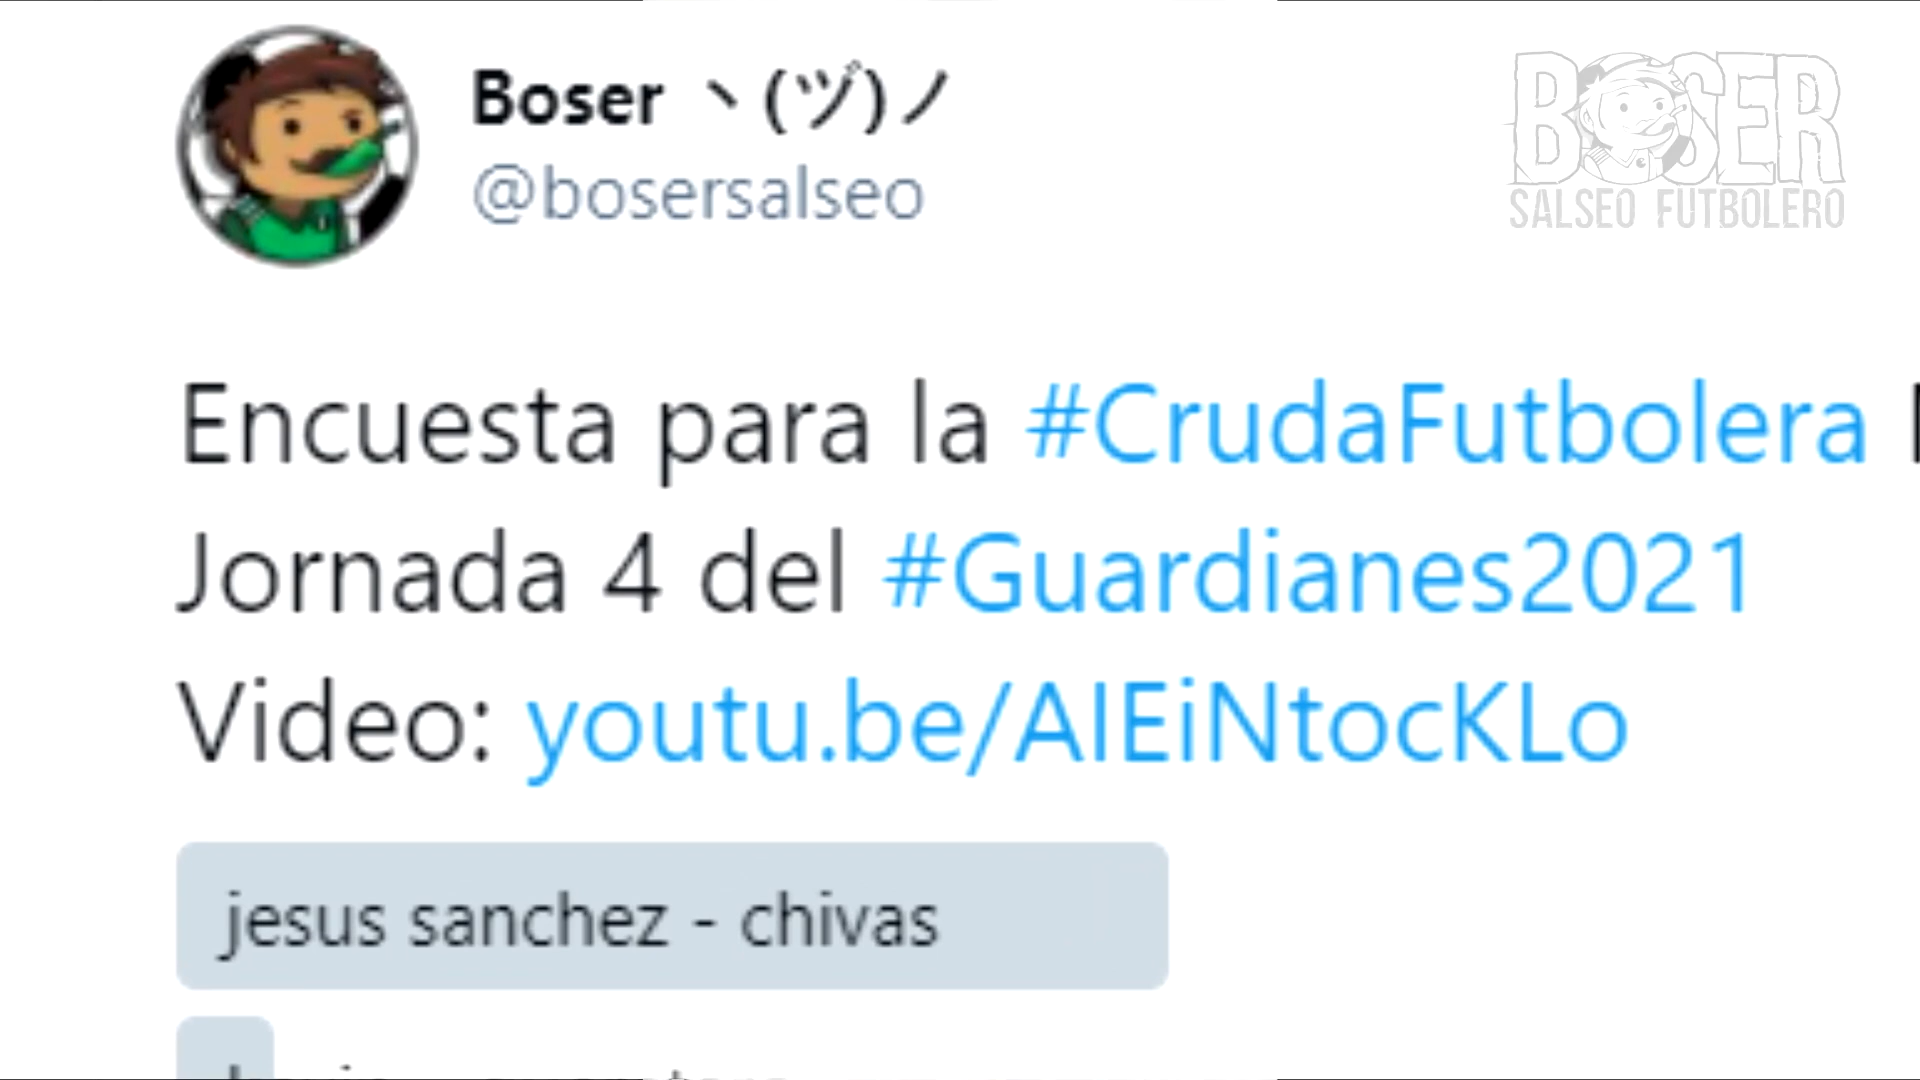 Boser ヽ(ヅ)ノ
@bosersalseo
BOSER
SALSEO FUTBOLERO
Encuesta para la #CrudaFutbolera
Jornada 4 del #Guardianes2021
Video: youtu.be/AIEiNtocKLo
jesus sanchez - chivas